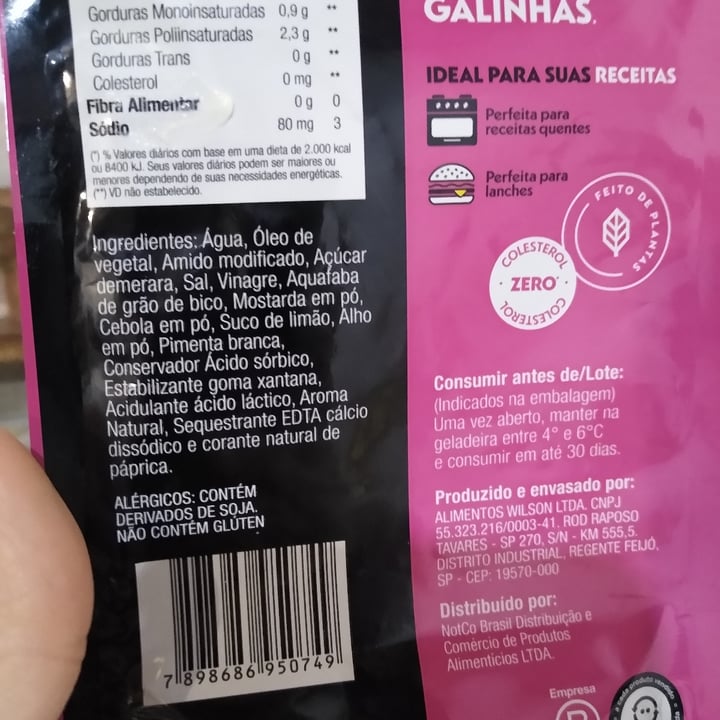 Gorduras Monoinsaturadas 0,9 g **
Gorduras Poliinsaturadas 2,3 g **
Gorduras Trans 0 g **
Colesterol 0 mg **
Fibra Alimentar 0 g 0
Sódio 80 mg 3
(*) % Valores diários com base em uma dieta de 2.000 kcal
ou 8400 kJ. Seus valores diários podem ser maiores ou
menores dependendo de suas necessidades energéticas.
(**) VD não estabelecido.
Ingredientes: Água, Óleo de
vegetal, Amido modificado, Açúcar
demerara, Sal, Vinagre, Aquafaba
de grão de bico, Mostarda em pó,
Cebola em pó, Suco de limão, Alho
em pó, Pimenta branca,
Conservador Ácido sórbico,
Estabilizante goma xantana,
Acidulante ácido láctico, Aroma
Natural, Sequestrante EDTA cálcio
dissódico e corante natural de
páprica.
ALÉRGICOS: CONTÉM
DERIVADOS DE SOJA.
NÃO CONTÉM GLÚTEN
7 898686 950749
GALINHAS.
IDEAL PARA SUAS RECEITAS
Perfeita para
receitas quentes
Perfeita para
lanches
FEITO DE PLANTAS
COLESTEROL
ZERO
COLESTEROL
Consumir antes de/Lote:
(Indicados na embalagem)
Uma vez aberto, manter na
geladeira entre 4° e 6°C
e consumir em até 30 dias.
Produzido e envasado por:
ALIMENTOS WILSON LTDA. CNPJ
55.323.216/0003-41. ROD RAPOSO
TAVARES - SP 270, S/N - KM 555,5.
DISTRITO INDUSTRIAL, REGENTE FEIJÓ,
SP - CEP: 19570-000
Distribuido por:
NotCo Brasil Distribuição e
Comércio de Produtos
Alimentícios LTDA.
Empresa
a cada produto vendido